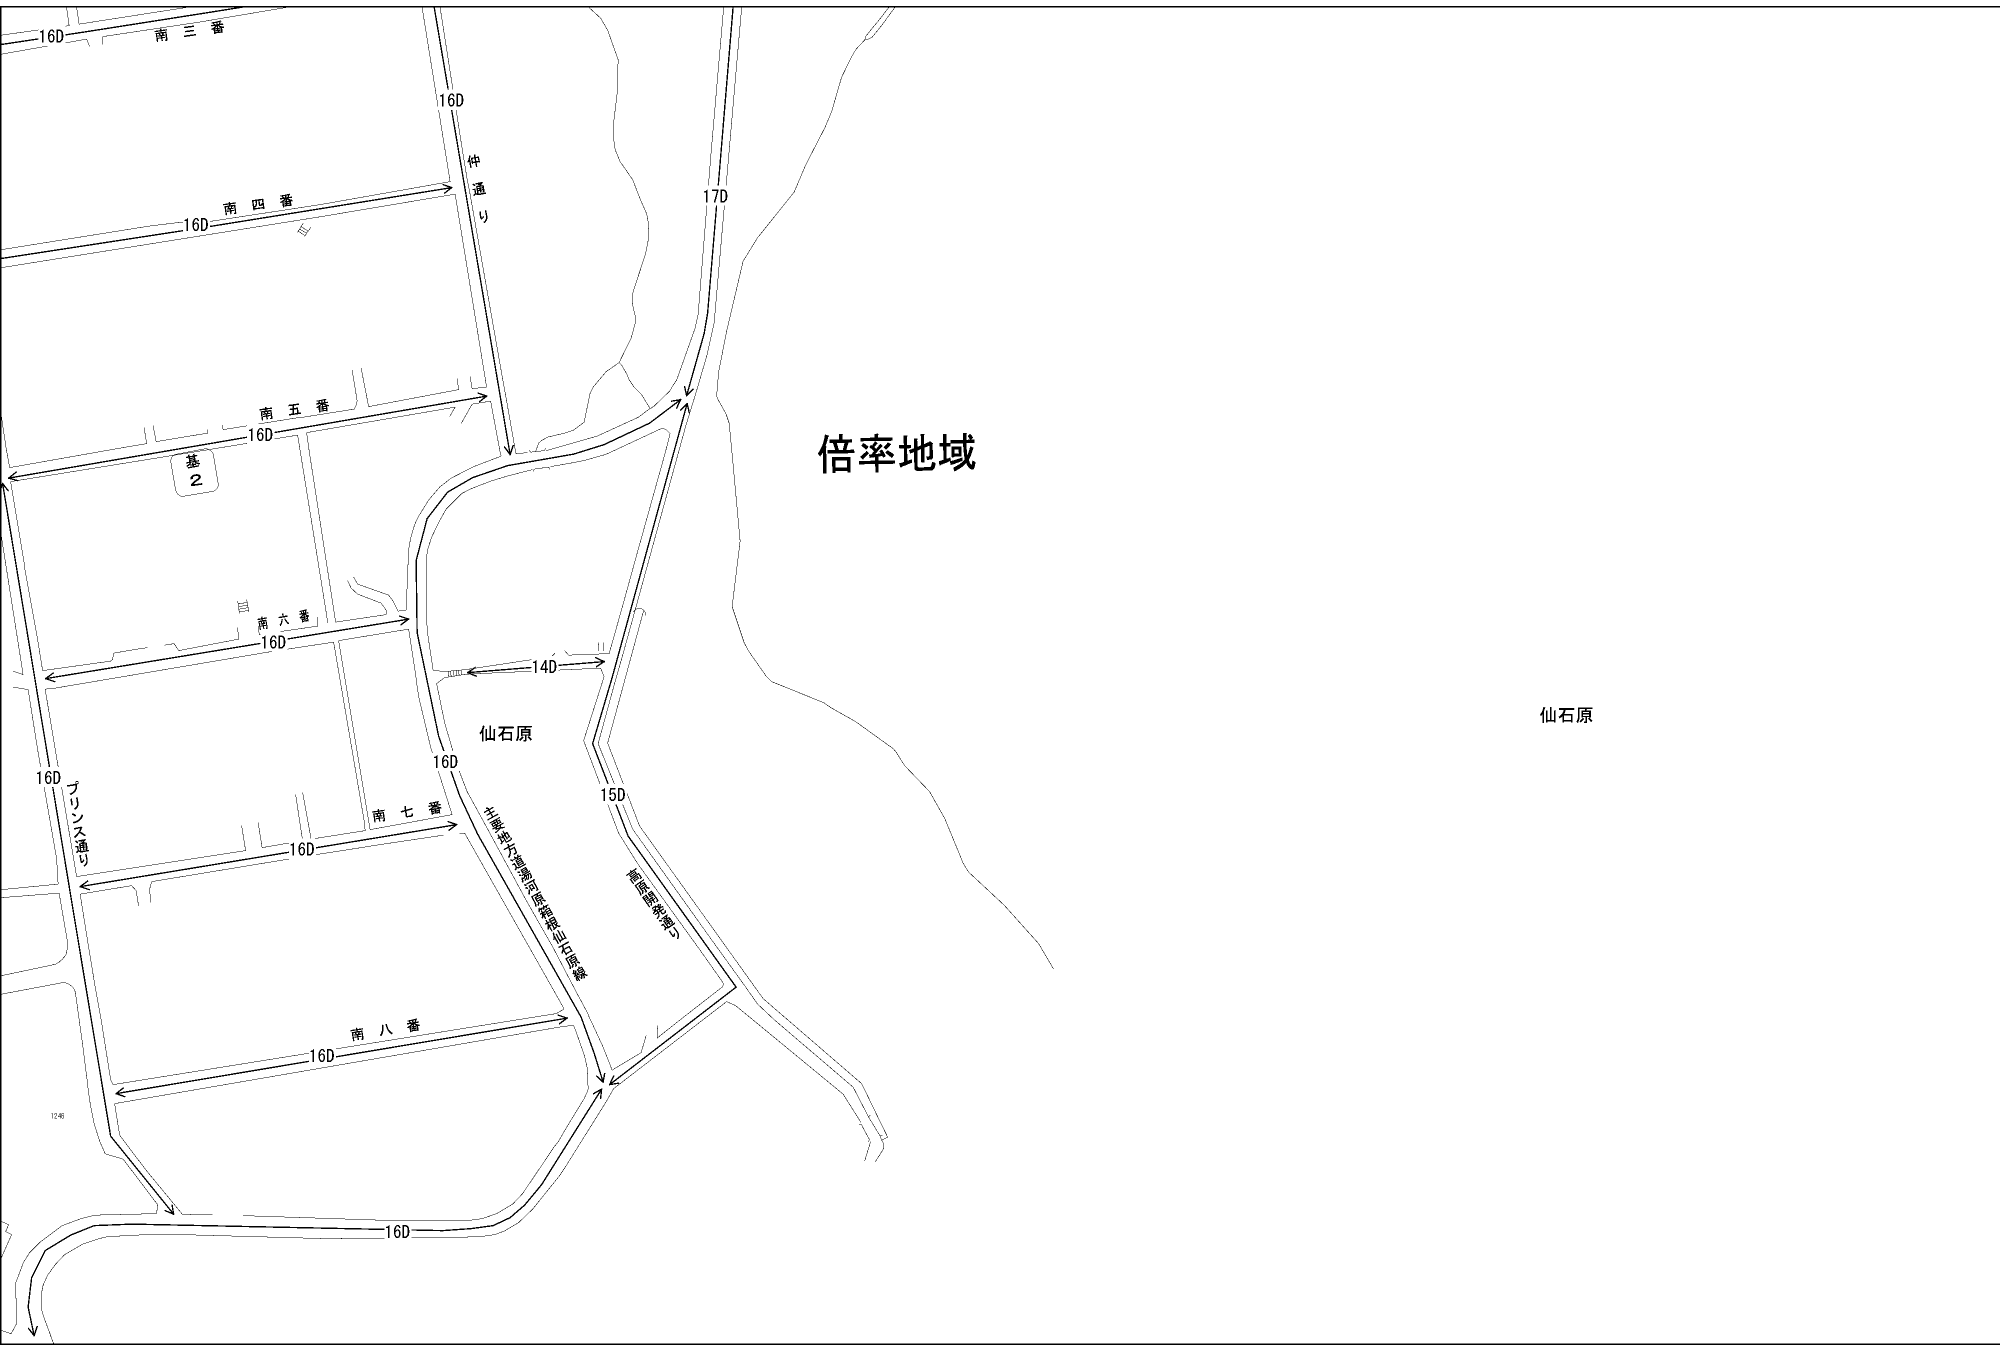 16D
南三番
16D
仲通り
17D
南四番
16D
南五番
16D
倍率地域
基
2
南六番
16D
14D
仙石原
仙石原
16D
16D
プリンス通り
15D
南七番
16D
主要地方道湯河原箱根仙石原線
高原開発通り
南八番
16D
1246
16D